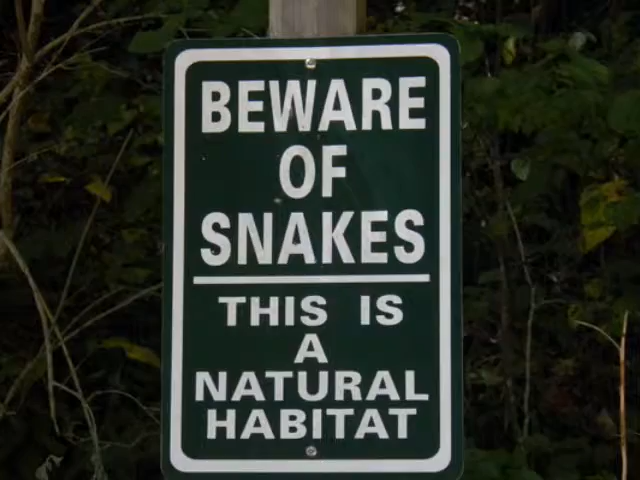 BEWARE
OF
SNAKES
THIS IS
A
NATURAL
HABITAT